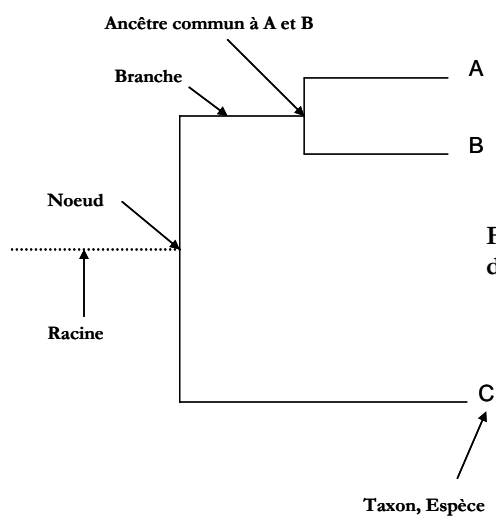 Ancêtre commun à A et B
A
Branche
B
Noeud
Racine
C
Taxon, Espèce